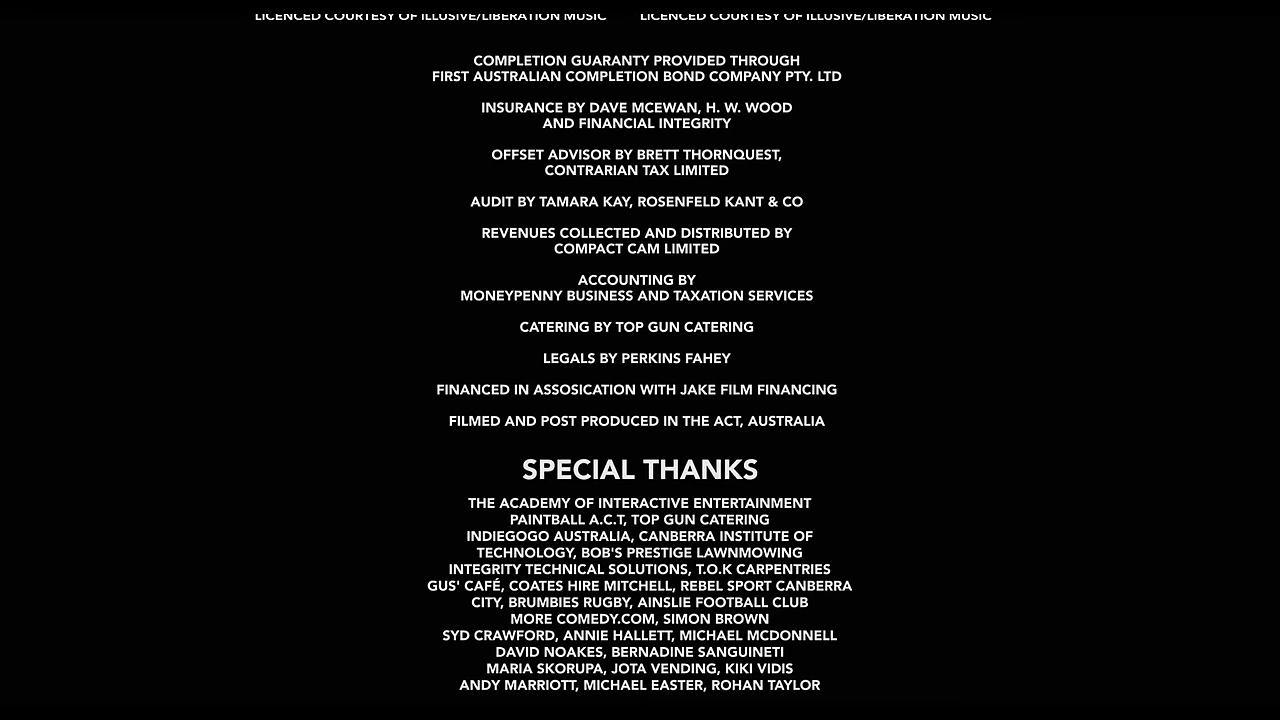 LICENCED COURTESY OF ILLUSIVE/LIBERATION MUSIC LICENCED COURTESY OF ILLUSIVE/LIBERATION MUSIC
COMPLETION GUARANTY PROVIDED THROUGH
FIRST AUSTRALIAN COMPLETION BOND COMPANY PTY. LTD
INSURANCE BY DAVE MCEWAN, H. W. WOOD
AND FINANCIAL INTEGRITY
OFFSET ADVISOR BY BRETT THORNQUEST,
CONTRARIAN TAX LIMITED
AUDIT BY TAMARA KAY, ROSENFELD KANT & CO
REVENUES COLLECTED AND DISTRIBUTED BY
COMPACT CAM LIMITED
ACCOUNTING BY
MONEYPENNY BUSINESS AND TAXATION SERVICES
CATERING BY TOP GUN CATERING
LEGALS BY PERKINS FAHEY
FINANCED IN ASSOSICATION WITH JAKE FILM FINANCING
FILMED AND POST PRODUCED IN THE ACT, AUSTRALIA
SPECIAL THANKS
THE ACADEMY OF INTERACTIVE ENTERTAINMENT
PAINTBALL A.C.T, TOP GUN CATERING
INDIEGOGO AUSTRALIA, CANBERRA INSTITUTE OF
TECHNOLOGY, BOB'S PRESTIGE LAWNMOWING
INTEGRITY TECHNICAL SOLUTIONS, T.O.K CARPENTRIES
GUS' CAFÉ, COATES HIRE MITCHELL, REBEL SPORT CANBERRA
CITY, BRUMBIES RUGBY, AINSLIE FOOTBALL CLUB
MORE COMEDY.COM, SIMON BROWN
SYD CRAWFORD, ANNIE HALLETT, MICHAEL MCDONNELL
DAVID NOAKES, BERNADINE SANGUINETI
MARIA SKORUPA, JOTA VENDING, KIKI VIDIS
ANDY MARRIOTT, MICHAEL EASTER, ROHAN TAYLOR